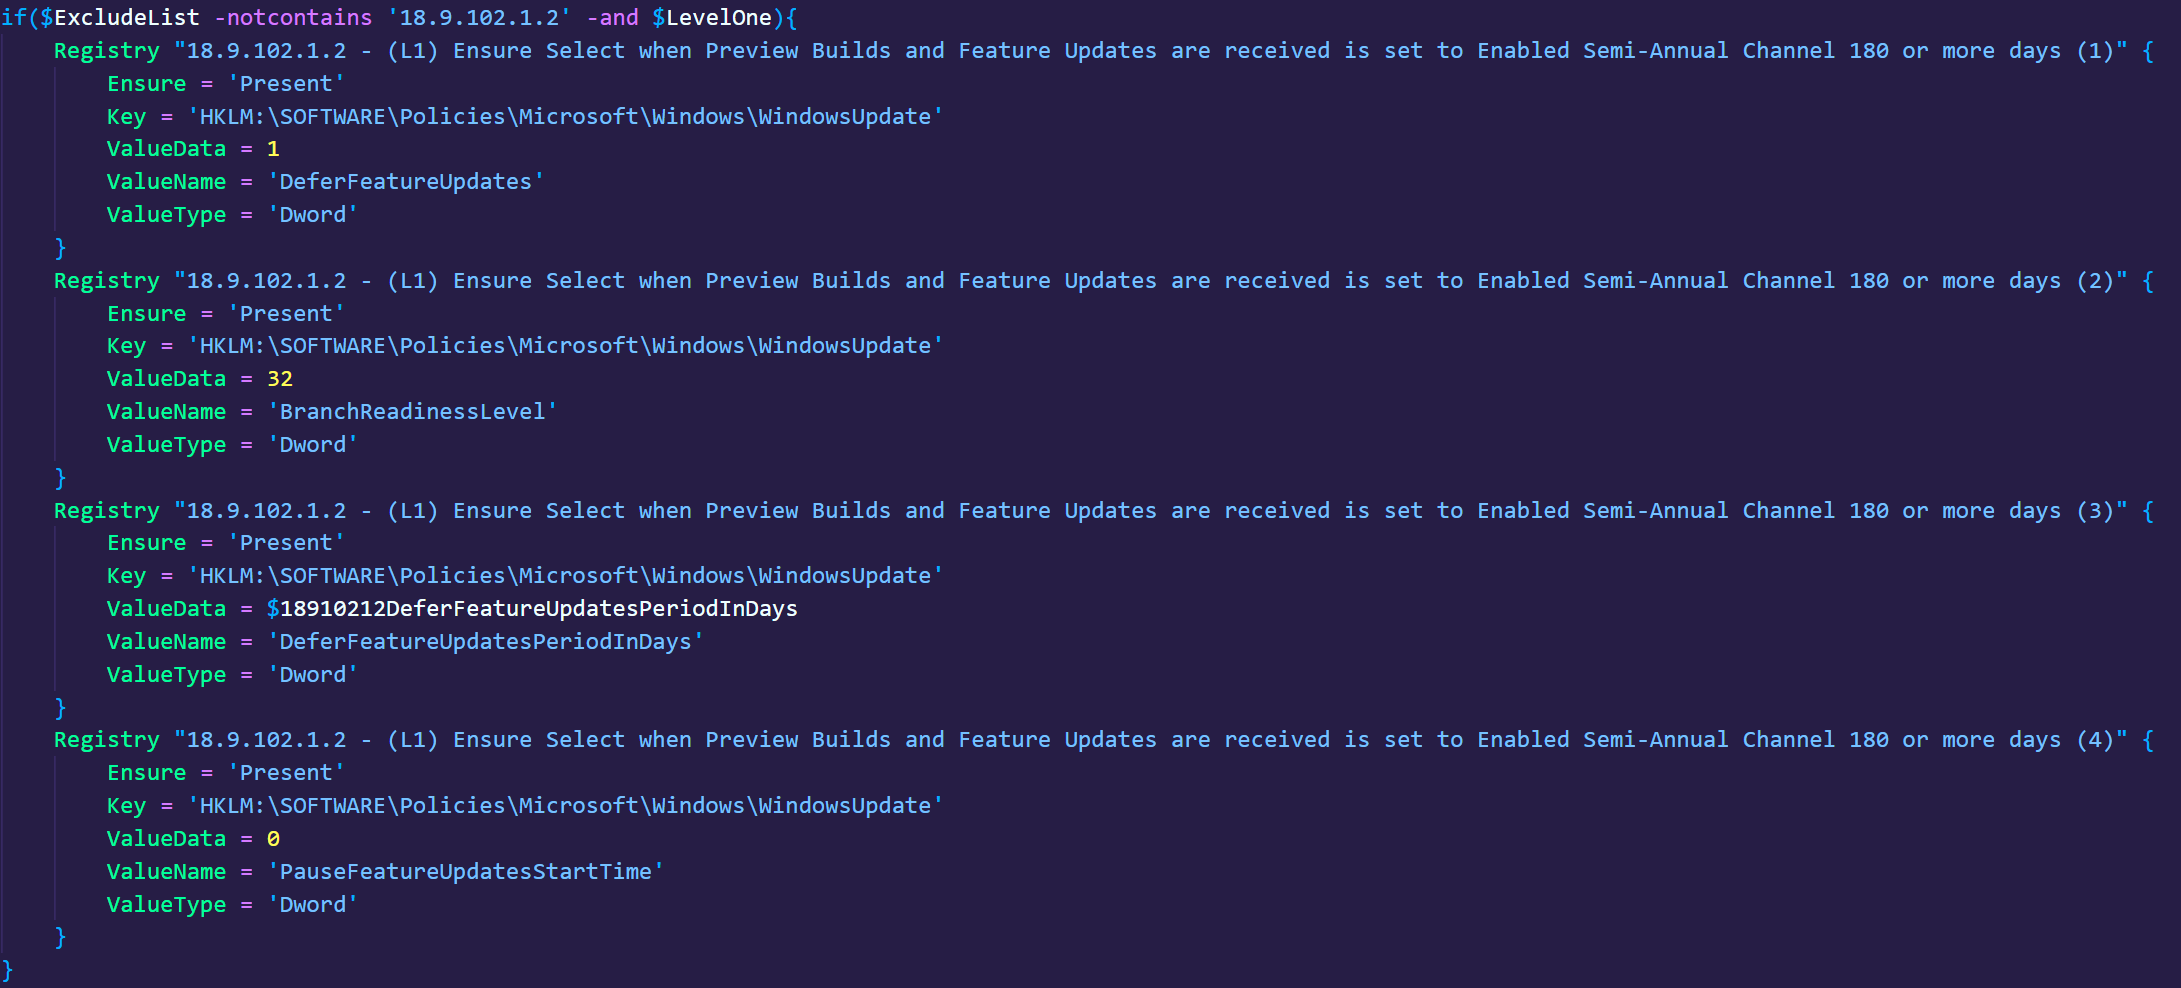 if($ExcludeList -notcontains '18.9.102.1.2' -and $LevelOne){
    Registry "18.9.102.1.2 - (L1) Ensure Select when Preview Builds and Feature Updates are received is set to Enabled Semi-Annual Channel 180 or more days (1)" {
        Ensure = 'Present'
        Key = 'HKLM:\SOFTWARE\Policies\Microsoft\Windows\WindowsUpdate'
        ValueData = 1
        ValueName = 'DeferFeatureUpdates'
        ValueType = 'Dword'
    }
    Registry "18.9.102.1.2 - (L1) Ensure Select when Preview Builds and Feature Updates are received is set to Enabled Semi-Annual Channel 180 or more days (2)" {
        Ensure = 'Present'
        Key = 'HKLM:\SOFTWARE\Policies\Microsoft\Windows\WindowsUpdate'
        ValueData = 32
        ValueName = 'BranchReadinessLevel'
        ValueType = 'Dword'
    }
    Registry "18.9.102.1.2 - (L1) Ensure Select when Preview Builds and Feature Updates are received is set to Enabled Semi-Annual Channel 180 or more days (3)" {
        Ensure = 'Present'
        Key = 'HKLM:\SOFTWARE\Policies\Microsoft\Windows\WindowsUpdate'
        ValueData = $18910212DeferFeatureUpdatesPeriodInDays
        ValueName = 'DeferFeatureUpdatesPeriodInDays'
        ValueType = 'Dword'
    }
    Registry "18.9.102.1.2 - (L1) Ensure Select when Preview Builds and Feature Updates are received is set to Enabled Semi-Annual Channel 180 or more days (4)" {
        Ensure = 'Present'
        Key = 'HKLM:\SOFTWARE\Policies\Microsoft\Windows\WindowsUpdate'
        ValueData = 0
        ValueName = 'PauseFeatureUpdatesStartTime'
        ValueType = 'Dword'
    }
}